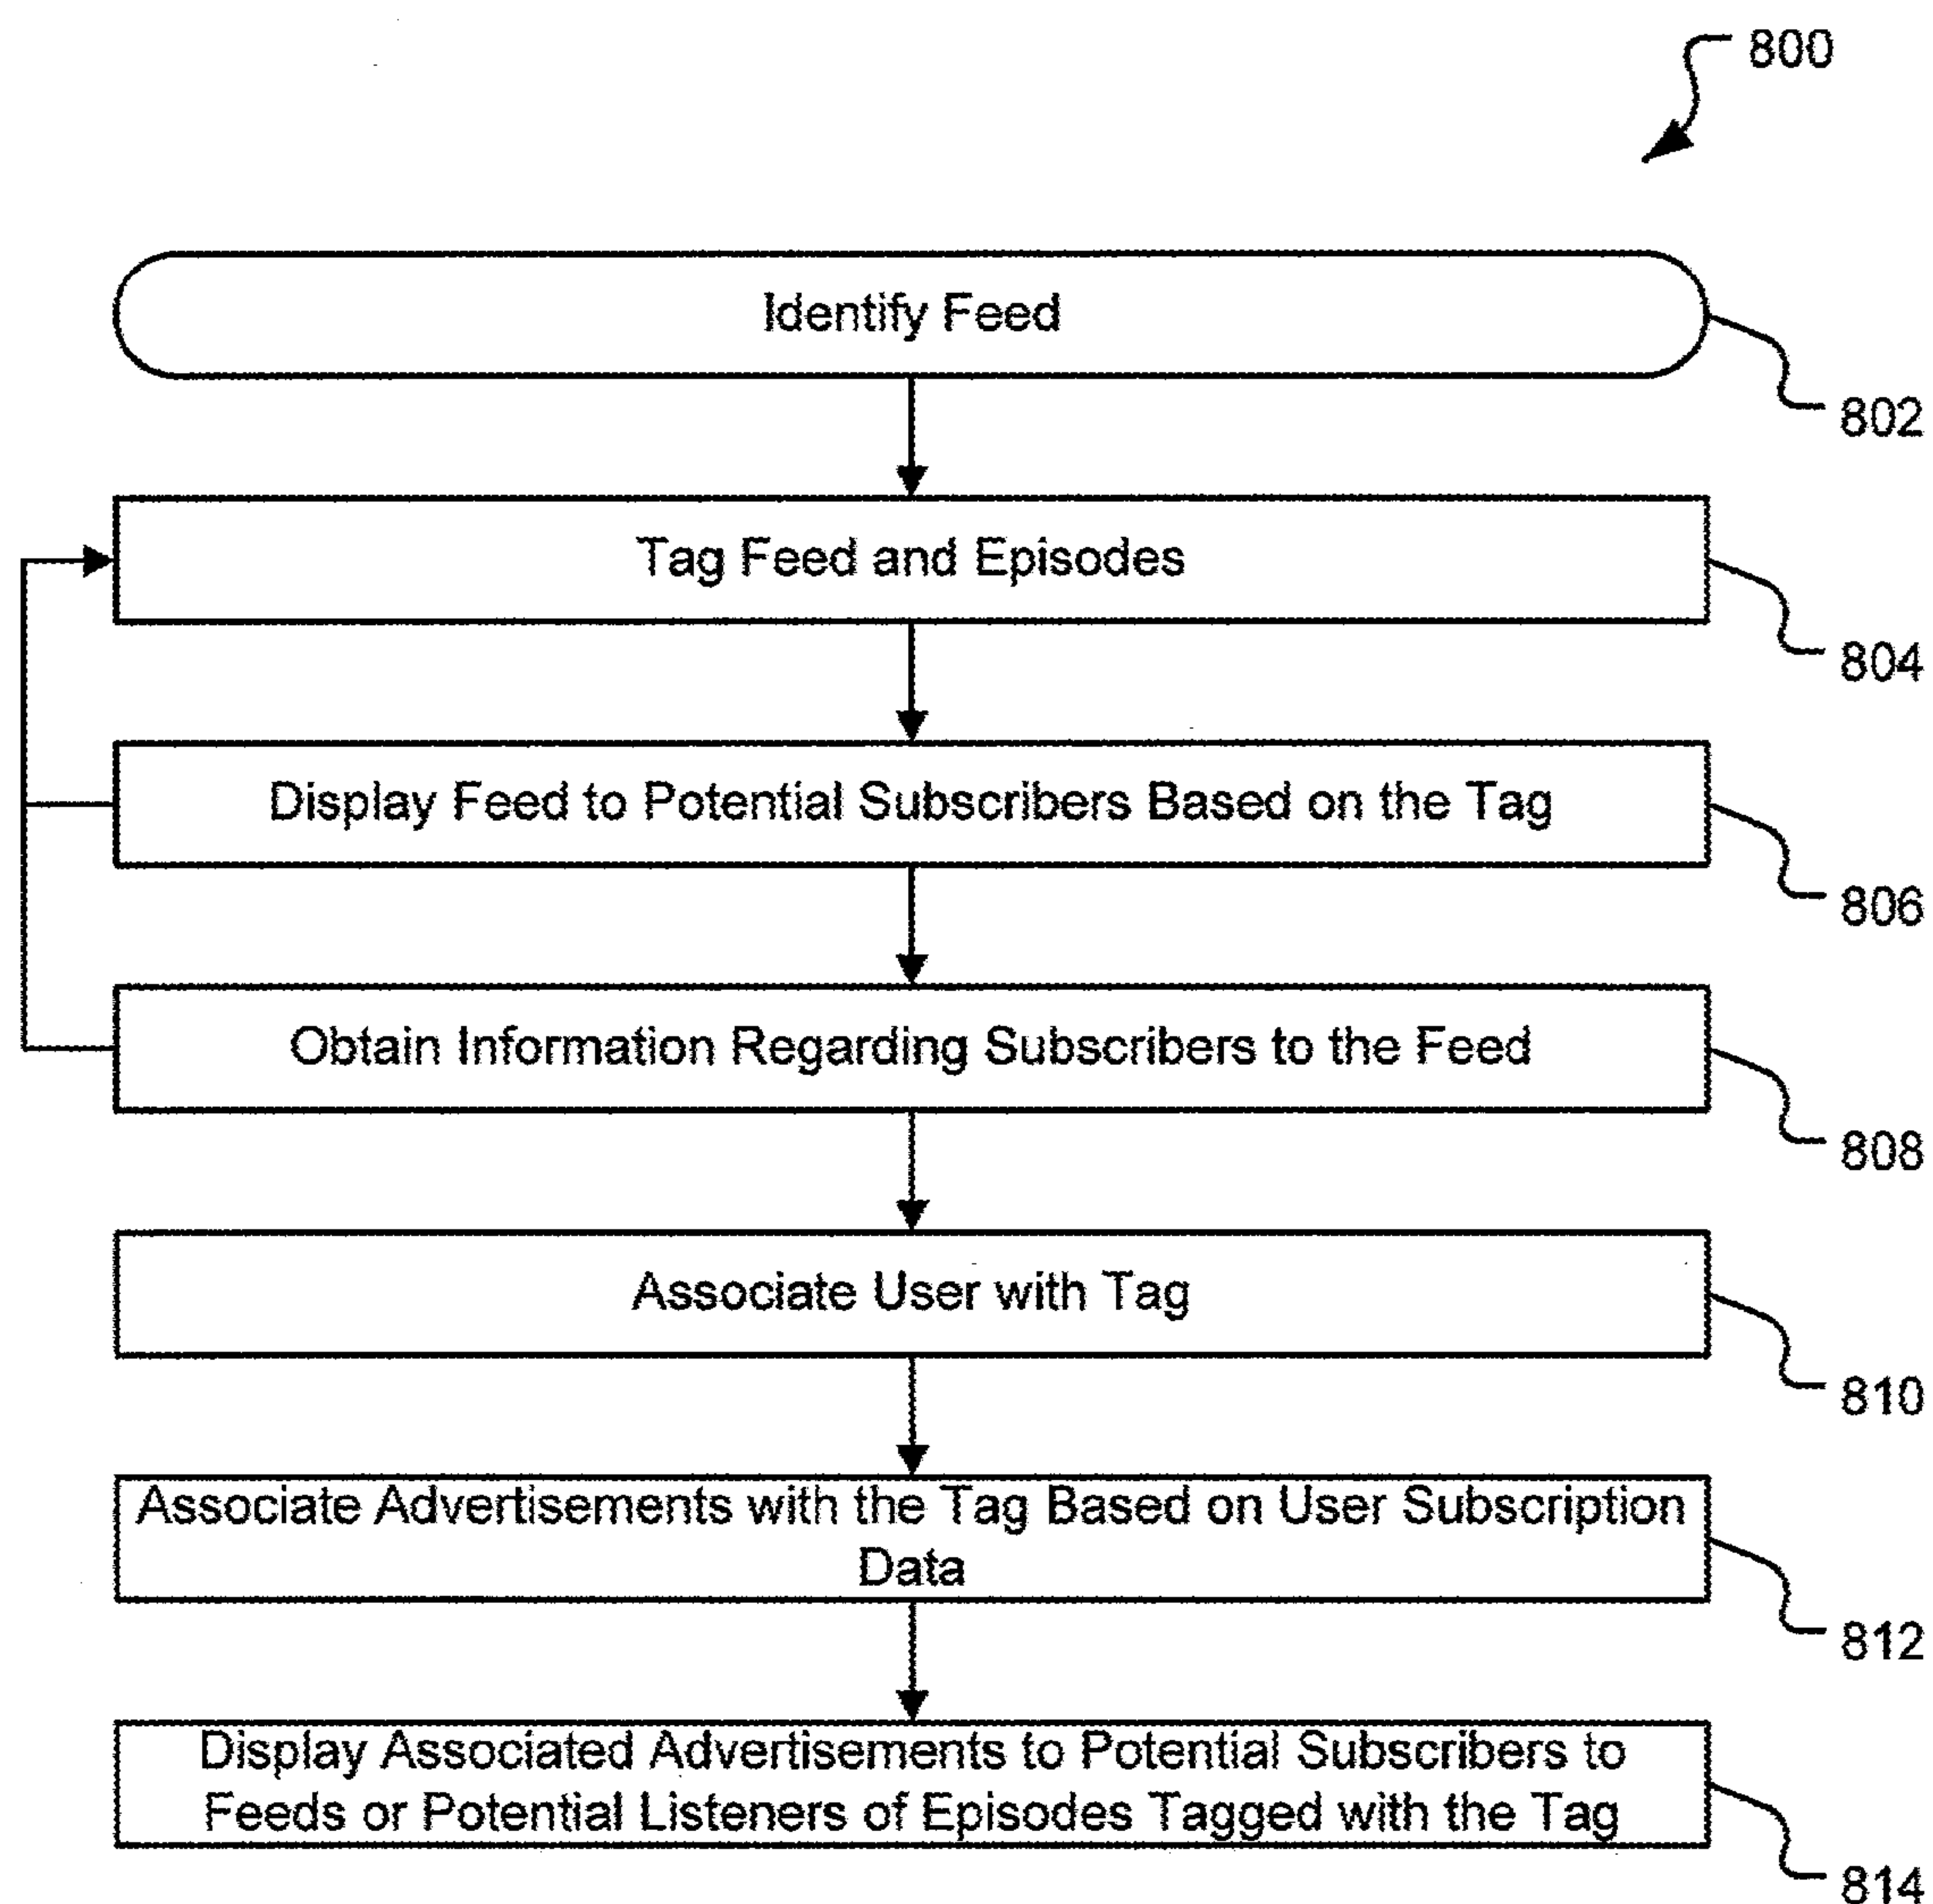 800
Identify Feed
802
Tag Feed and Episodes
804
Display Feed to Potential Subscribers Based on the Tag
806
Obtain Information Regarding Subscribers to the Feed
808
Associate User with Tag
810
Associate Advertisements with the Tag Based on User Subscription
Data
812
Display Associated Advertisements to Potential Subscribers to
Feeds or Potential Listeners of Episodes Tagged with the Tag
814